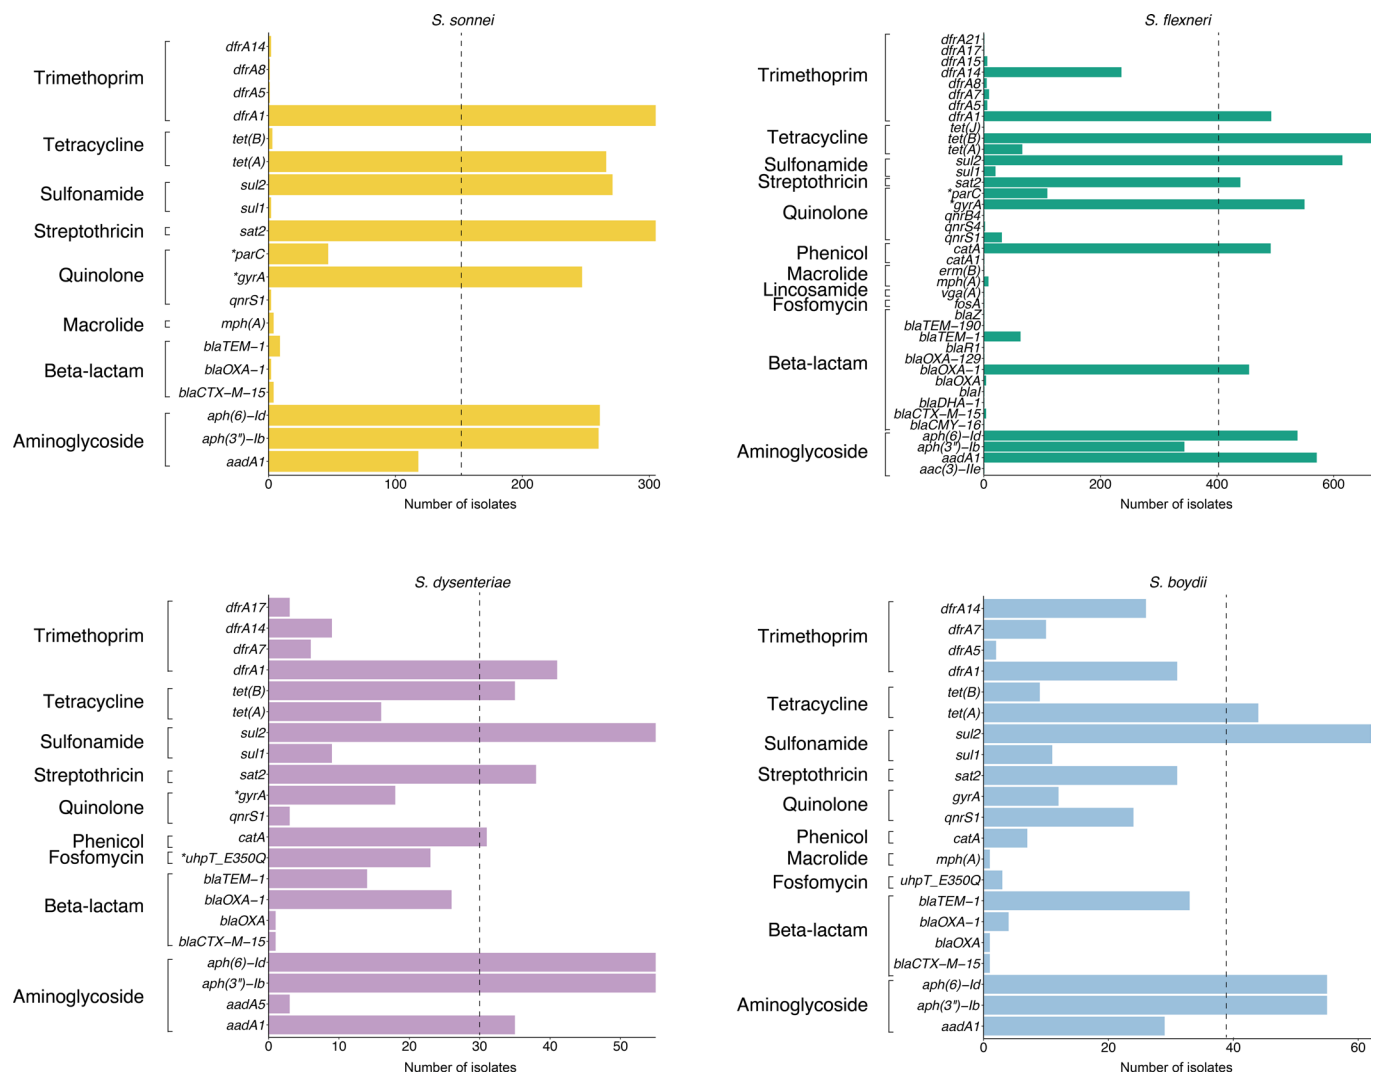 S. sonnei
Trimethoprim
dfrA14
dfrA8
dfrA5
dfrA1
Tetracycline
tet(B)
tet(A)
Sulfonamide
sul2
sul1
Streptothricin
sat2
Quinolone
*parC
*gyrA
qnrS1
Macrolide
mph(A)
Beta-lactam
blaTEM−1
blaOXA−1
blaCTX−M−15
Aminoglycoside
aph(6)−Id
aph(3")−Ib
aadA1
0 100 200 300
Number of isolates
S. flexneri
Trimethoprim
dfrA21
dfrA17
dfrA15
dfrA14
dfrA8
dfrA7
dfrA5
dfrA1
Tetracycline
tet(J)
tet(B)
tet(A)
Sulfonamide
sul2
sul1
Streptothricin
sat2
Quinolone
*parC
*gyrA
qnrB4
qnrS4
qnrS1
Phenicol
catA
catA1
Macrolide
erm(B)
mph(A)
Lincosamide
vga(A)
Fosfomycin
fosA
Beta-lactam
blaZ
blaTEM−190
blaTEM−1
blaR1
blaOXA−129
blaOXA−1
blaOXA
blaI
blaDHA−1
blaCTX−M−15
blaCMY−16
Aminoglycoside
aph(6)−Id
aph(3")−Ib
aadA1
aac(3)−IIe
0 200 400 600
Number of isolates
S. dysenteriae
Trimethoprim
dfrA17
dfrA14
dfrA7
dfrA1
Tetracycline
tet(B)
tet(A)
Sulfonamide
sul2
sul1
Streptothricin
sat2
Quinolone
*gyrA
qnrS1
Phenicol
catA
Fosfomycin
*uhpT_E350Q
Beta-lactam
blaTEM−1
blaOXA−1
blaOXA
blaCTX−M−15
Aminoglycoside
aph(6)−Id
aph(3")−Ib
aadA5
aadA1
0 10 20 30 40 50
Number of isolates
S. boydii
Trimethoprim
dfrA14
dfrA7
dfrA5
dfrA1
Tetracycline
tet(B)
tet(A)
Sulfonamide
sul2
sul1
Streptothricin
sat2
Quinolone
gyrA
qnrS1
Phenicol
catA
Macrolide
mph(A)
Fosfomycin
uhpT_E350Q
Beta-lactam
blaTEM−1
blaOXA−1
blaOXA
blaCTX−M−15
Aminoglycoside
aph(6)−Id
aph(3")−Ib
aadA1
0 20 40 60
Number of isolates